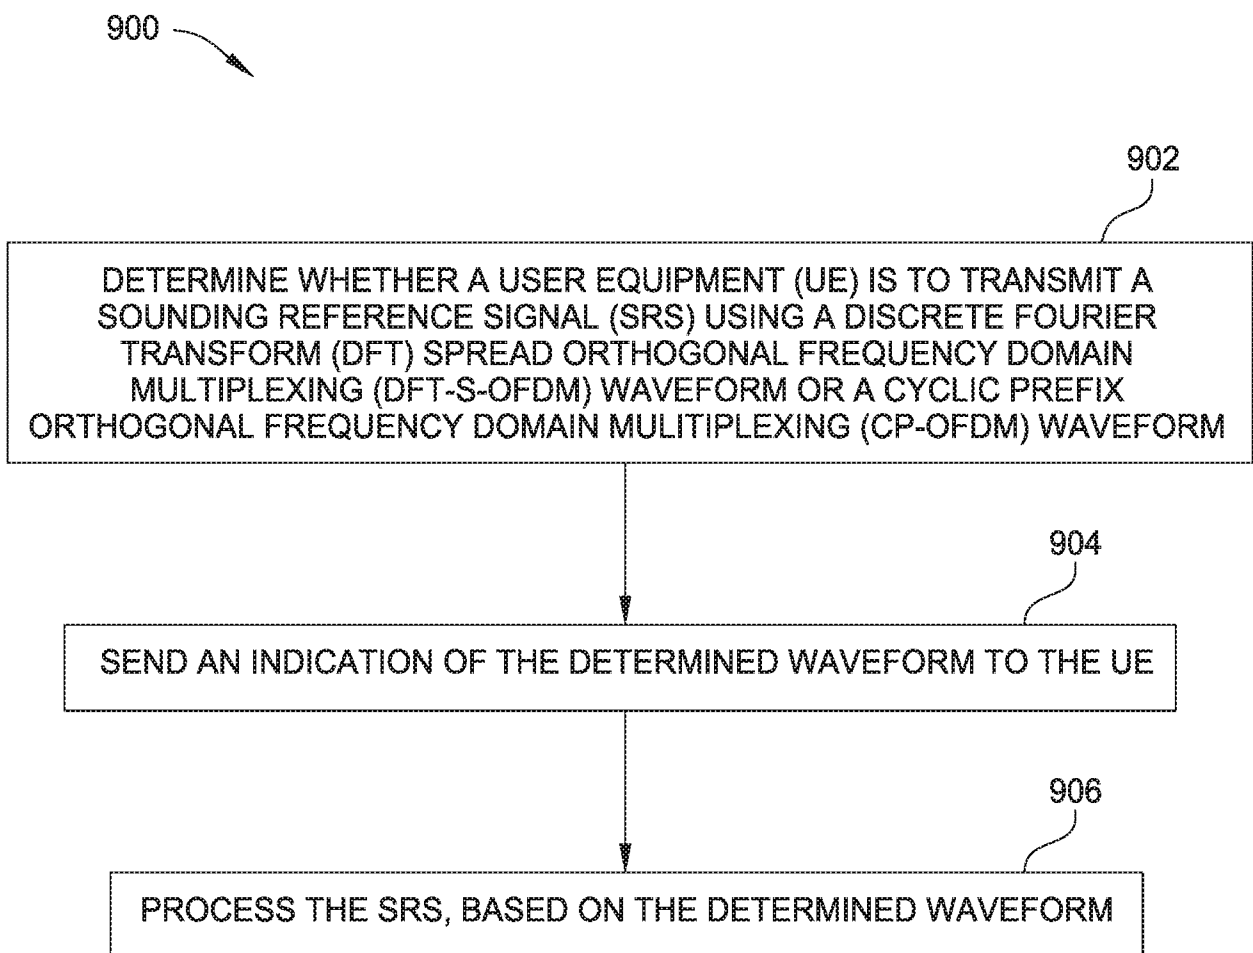 900
902
DETERMINE WHETHER A USER EQUIPMENT (UE) IS TO TRANSMIT A
SOUNDING REFERENCE SIGNAL (SRS) USING A DISCRETE FOURIER
TRANSFORM (DFT) SPREAD ORTHOGONAL FREQUENCY DOMAIN
MULTIPLEXING (DFT-S-OFDM) WAVEFORM OR A CYCLIC PREFIX
ORTHOGONAL FREQUENCY DOMAIN MULITIPLEXING (CP-OFDM) WAVEFORM
904
SEND AN INDICATION OF THE DETERMINED WAVEFORM TO THE UE
906
PROCESS THE SRS, BASED ON THE DETERMINED WAVEFORM